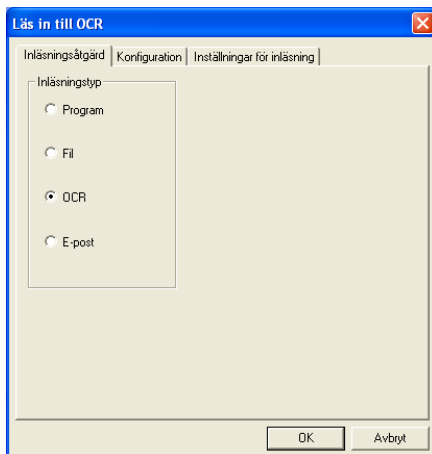 Läs in till OCR
Inläsningsåtgärd Konfiguration Inställningar för inläsning
Inläsningstyp
Program
Fil
OCR
E-post
OK Avbryt